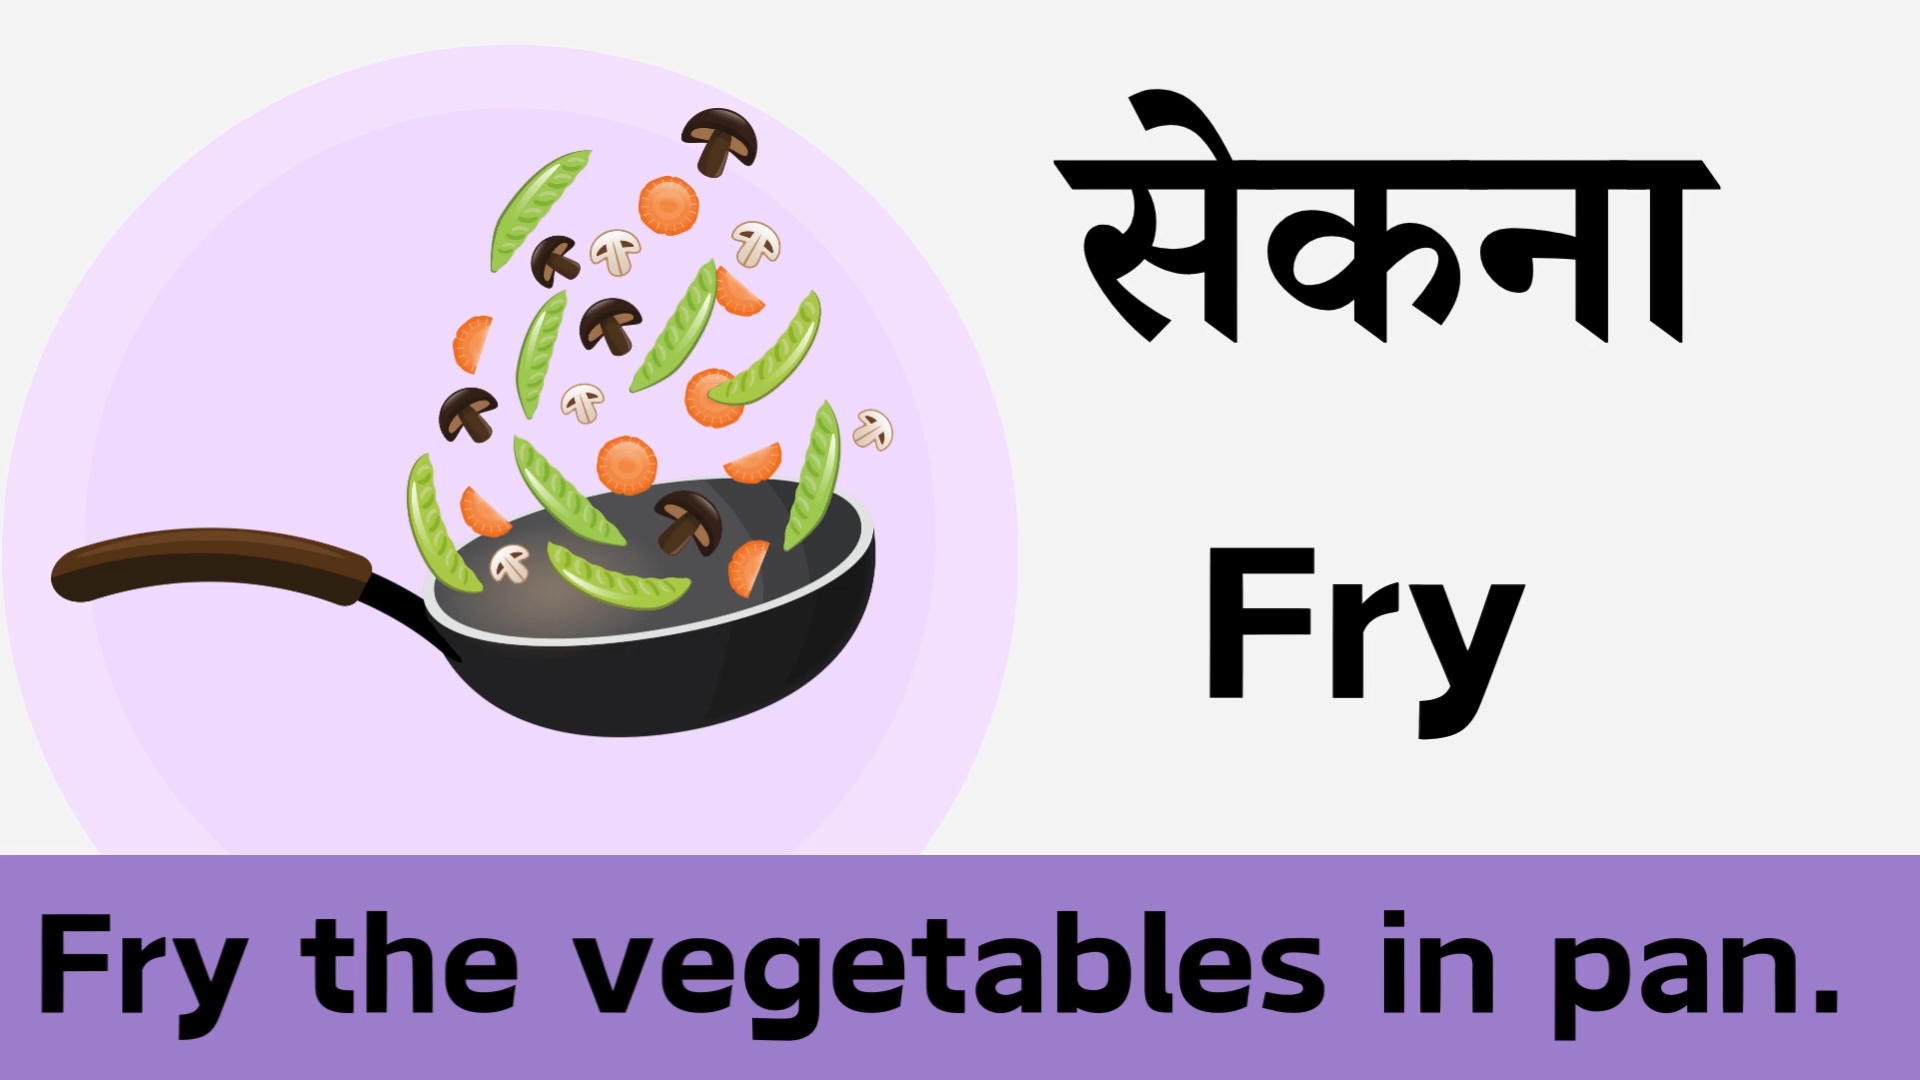 सेकना
Fry
Fry the vegetables in pan.